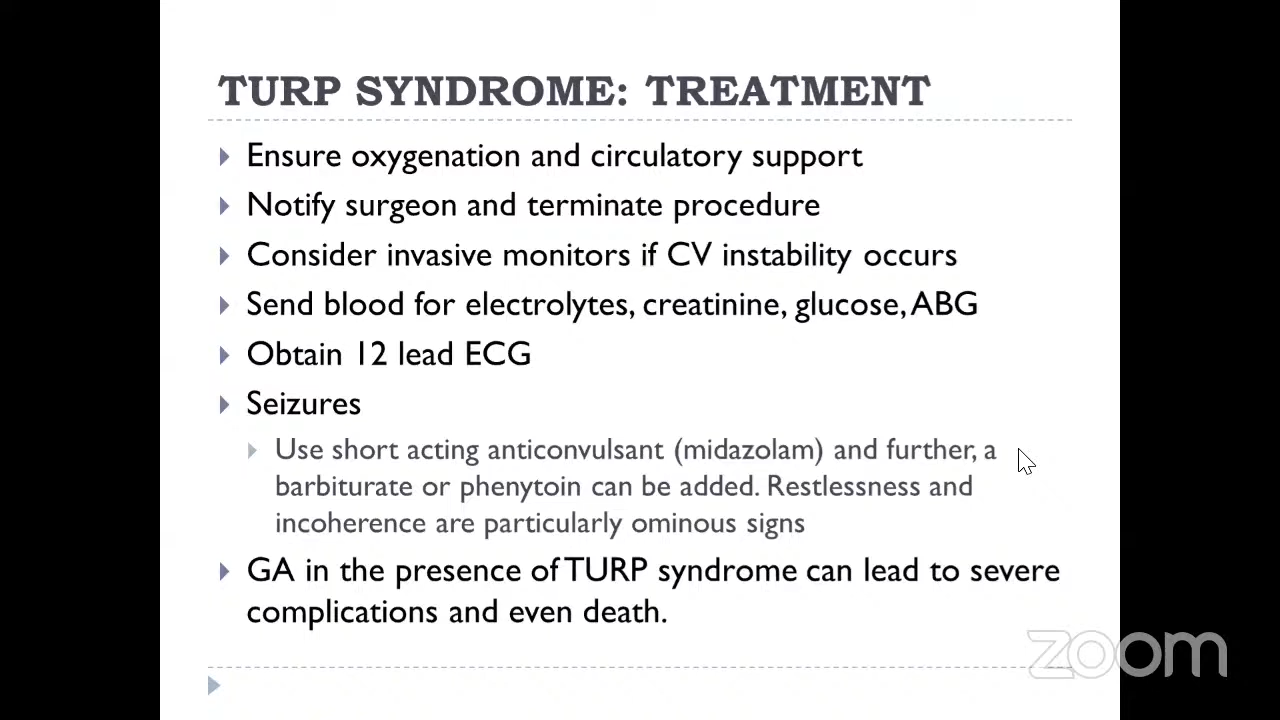 TURP SYNDROME: TREATMENT
Ensure oxygenation and circulatory support
Notify surgeon and terminate procedure
Consider invasive monitors if CV instability occurs
Send blood for electrolytes, creatinine, glucose, ABG
Obtain 12 lead ECG
Seizures
Use short acting anticonvulsant (midazolam) and further, a
barbiturate or phenytoin can be added. Restlessness and
incoherence are particularly ominous signs
GA in the presence of TURP syndrome can lead to severe
complications and even death.
zoom